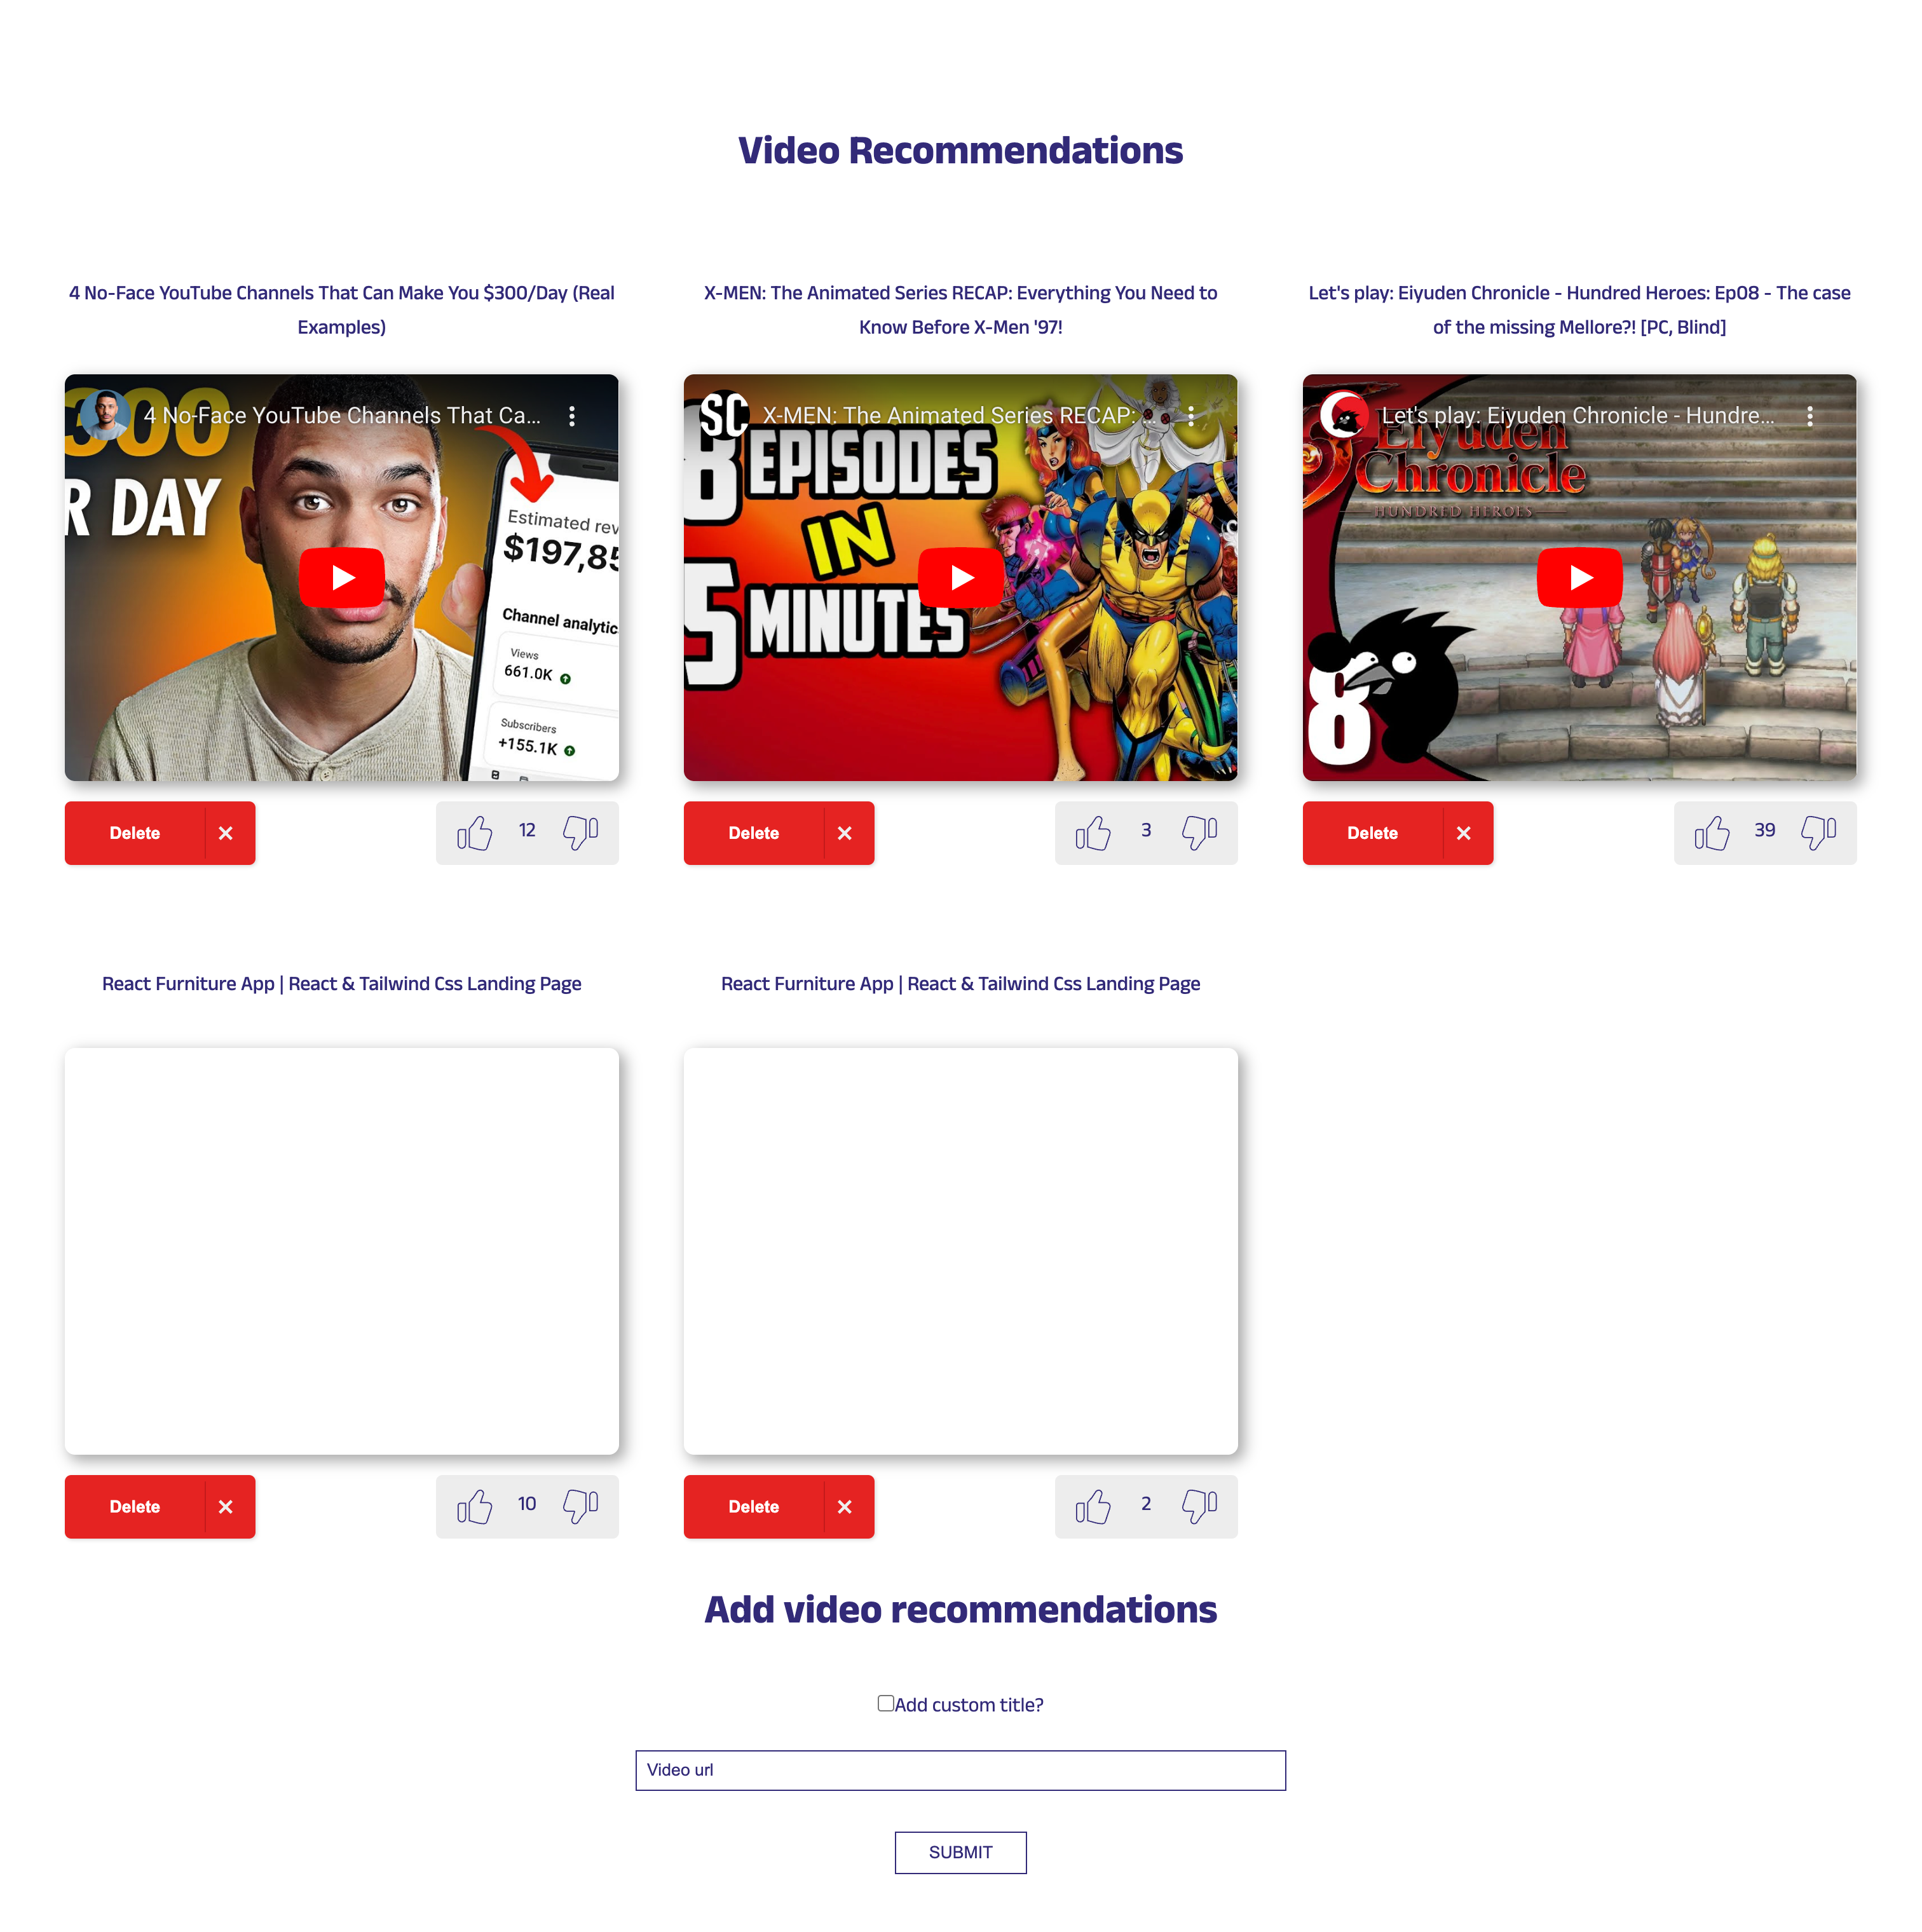 Video Recommendations
4 No-Face YouTube Channels That Can Make You $300/Day (Real
Examples)
X-MEN: The Animated Series RECAP: Everything You Need to
Know Before X-Men '97!
Let's play: Eiyuden Chronicle - Hundred Heroes: Ep08 - The case
of the missing Mellore?! [PC, Blind]
300
4 No-Face YouTube Channels That Ca...
R DAY
Estimated rev
$197,85
Channel analytic
Views
661.0K
Subscribers
+155.1K
SC
X-MEN: The Animated Series RECAP: ...
8 EPISODES
IN
5 MINUTES
Let's play: Eiyuden Chronicle - Hundre...
Eiyuden
Chronicle
HUNDRED HEROES
8
Delete
12
Delete
3
Delete
39
React Furniture App | React & Tailwind Css Landing Page
React Furniture App | React & Tailwind Css Landing Page
Delete
10
Delete
2
Add video recommendations
Add custom title?
Video url
SUBMIT